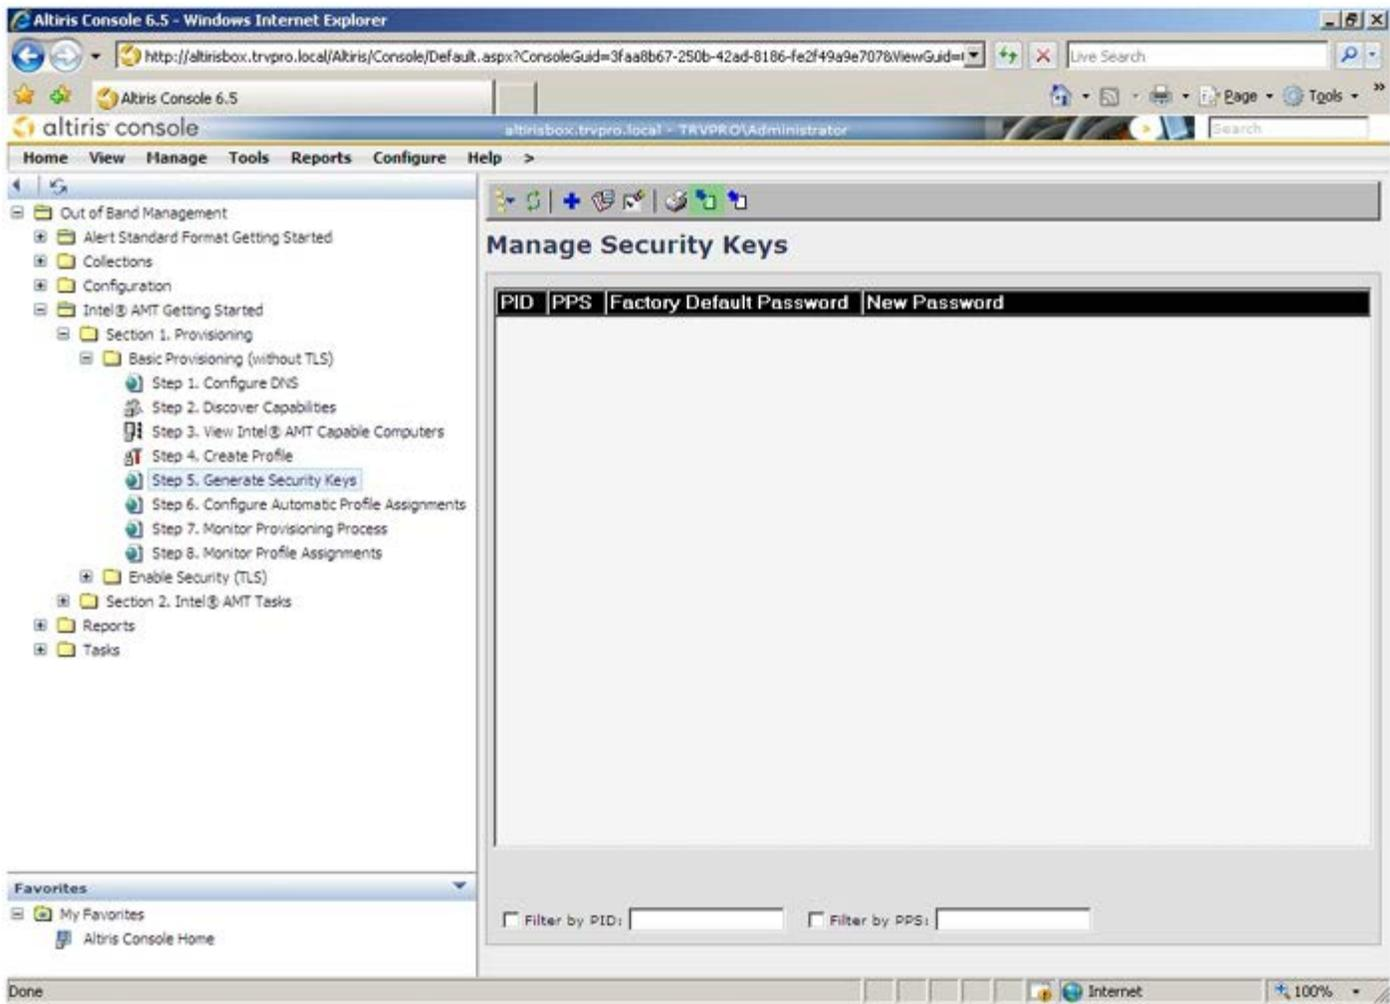 Altiris Console 6.5 - Windows Internet Explorer
http://altirisbox.trvpro.local/Altiris/Console/Default.aspx?ConsoleGuid=3faa8b67-250b-42ad-8186-fe2f49a9e707&ViewGuid=
Live Search
Altiris Console 6.5
Page
Tools
altiris console
altirisbox.trvpro.local - TRVPRO\Administrator
Search
Home View Manage Tools Reports Configure Help >
Out of Band Management
Alert Standard Format Getting Started
Collections
Configuration
Intel® AMT Getting Started
Section 1. Provisioning
Basic Provisioning (without TLS)
Step 1. Configure DNS
Step 2. Discover Capabilities
Step 3. View Intel® AMT Capable Computers
Step 4. Create Profile
Step 5. Generate Security Keys
Step 6. Configure Automatic Profile Assignments
Step 7. Monitor Provisioning Process
Step 8. Monitor Profile Assignments
Enable Security (TLS)
Section 2. Intel® AMT Tasks
Reports
Tasks
Favorites
My Favorites
Altiris Console Home
Manage Security Keys
PID PPS Factory Default Password New Password
Filter by PID: Filter by PPS:
Done
Internet
100%